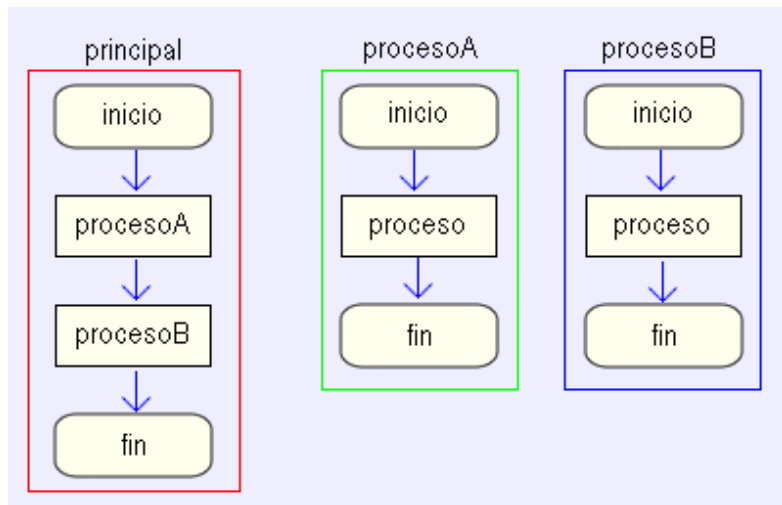 principal
inicio
procesoA
procesoB
fin
procesoA
inicio
proceso
fin
procesoB
inicio
proceso
fin